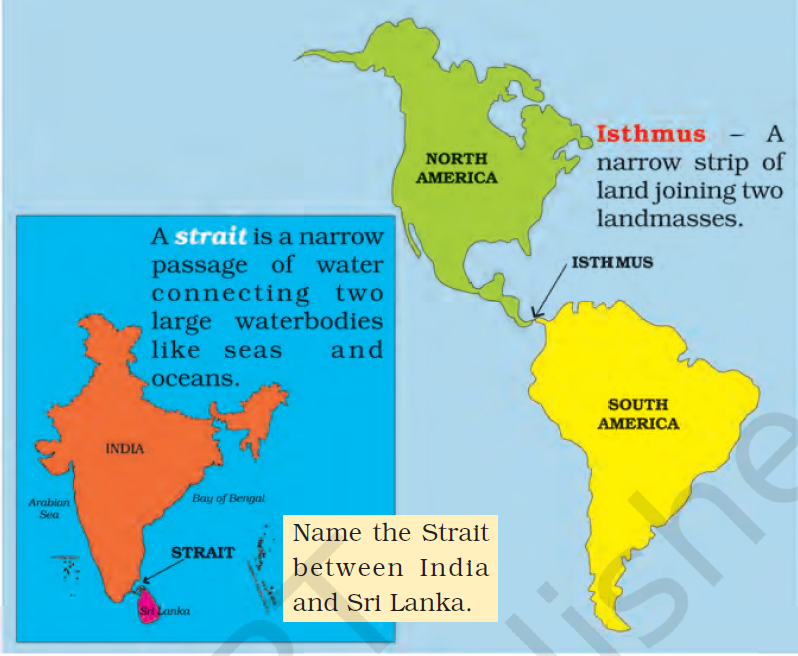 NORTH
AMERICA
Isthmus – A
narrow strip of
land joining two
landmasses.
ISTHMUS
SOUTH
AMERICA
A strait is a narrow
passage of water
connecting two
large waterbodies
like seas and
oceans.
INDIA
Arabian
Sea
Bay of Bengal
STRAIT
Sri Lanka
Name the Strait
between India
and Sri Lanka.